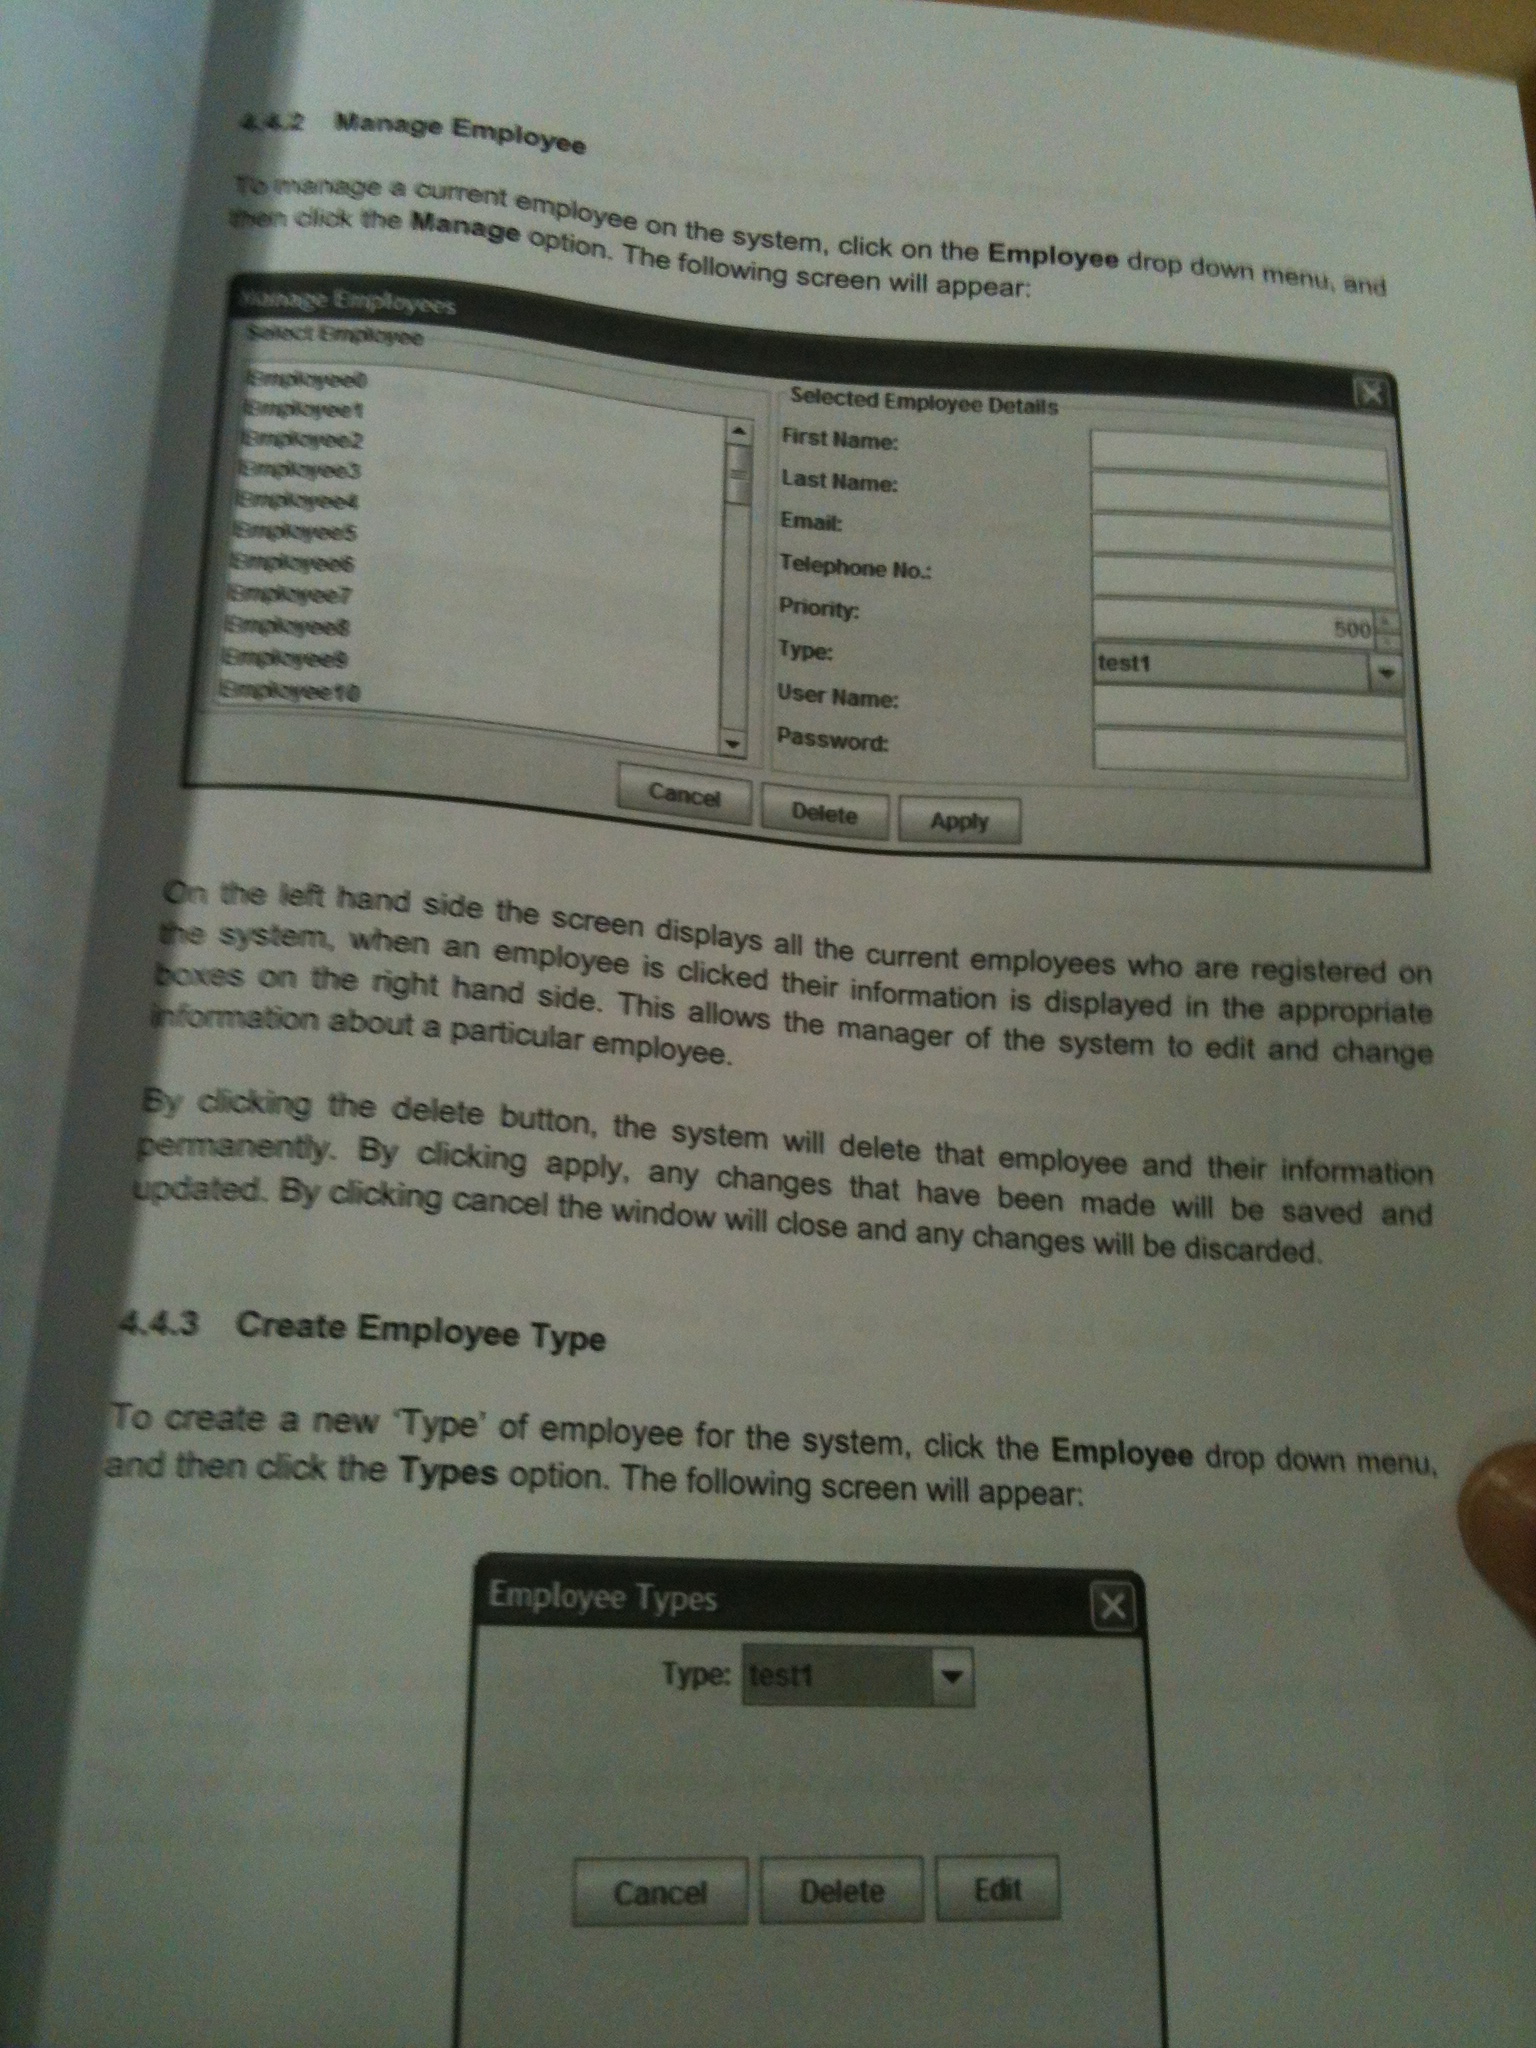 4.4.2 Manage Employee
To manage a current employee on the system, click on the Employee drop down menu, and
then click the Manage option. The following screen will appear:
Manage Employees
Select Employee
Employee0
Employee1
Employee2
Employee3
Employee4
Employee5
Employee6
Employee7
Employee8
Employee9
Employee10
Selected Employee Details
First Name:
Last Name:
Email:
Telephone No.:
Priority: 500
Type: test1
User Name:
Password:
Cancel Delete Apply
On the left hand side the screen displays all the current employees who are registered on
the system, when an employee is clicked their information is displayed in the appropriate
boxes on the right hand side. This allows the manager of the system to edit and change
information about a particular employee.
By clicking the delete button, the system will delete that employee and their information
permanently. By clicking apply, any changes that have been made will be saved and
updated. By clicking cancel the window will close and any changes will be discarded.
4.4.3 Create Employee Type
To create a new 'Type' of employee for the system, click the Employee drop down menu,
and then click the Types option. The following screen will appear:
Employee Types
Type: test1
Cancel Delete Edit